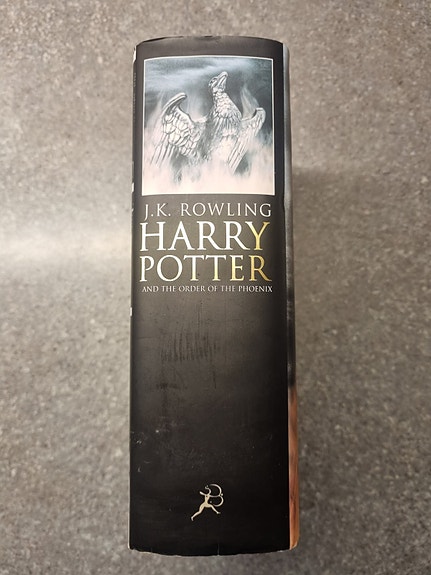 J.K. ROWLING
HARRY
POTTER
AND THE ORDER OF THE PHOENIX